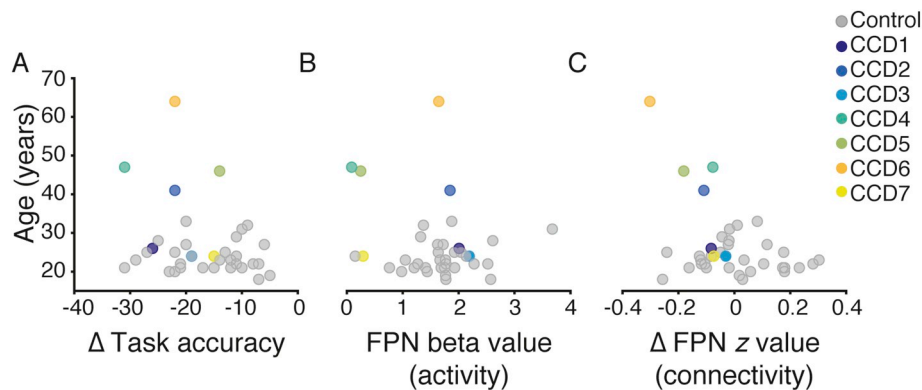 A
B
C
Age (years)
70
60
50
40
30
20
-40
-30
-20
-10
0
Δ Task accuracy
0
1
2
3
4
FPN beta value
(activity)
-0.4
-0.2
0
0.2
0.4
Δ FPN z value
(connectivity)
Control
CCD1
CCD2
CCD3
CCD4
CCD5
CCD6
CCD7